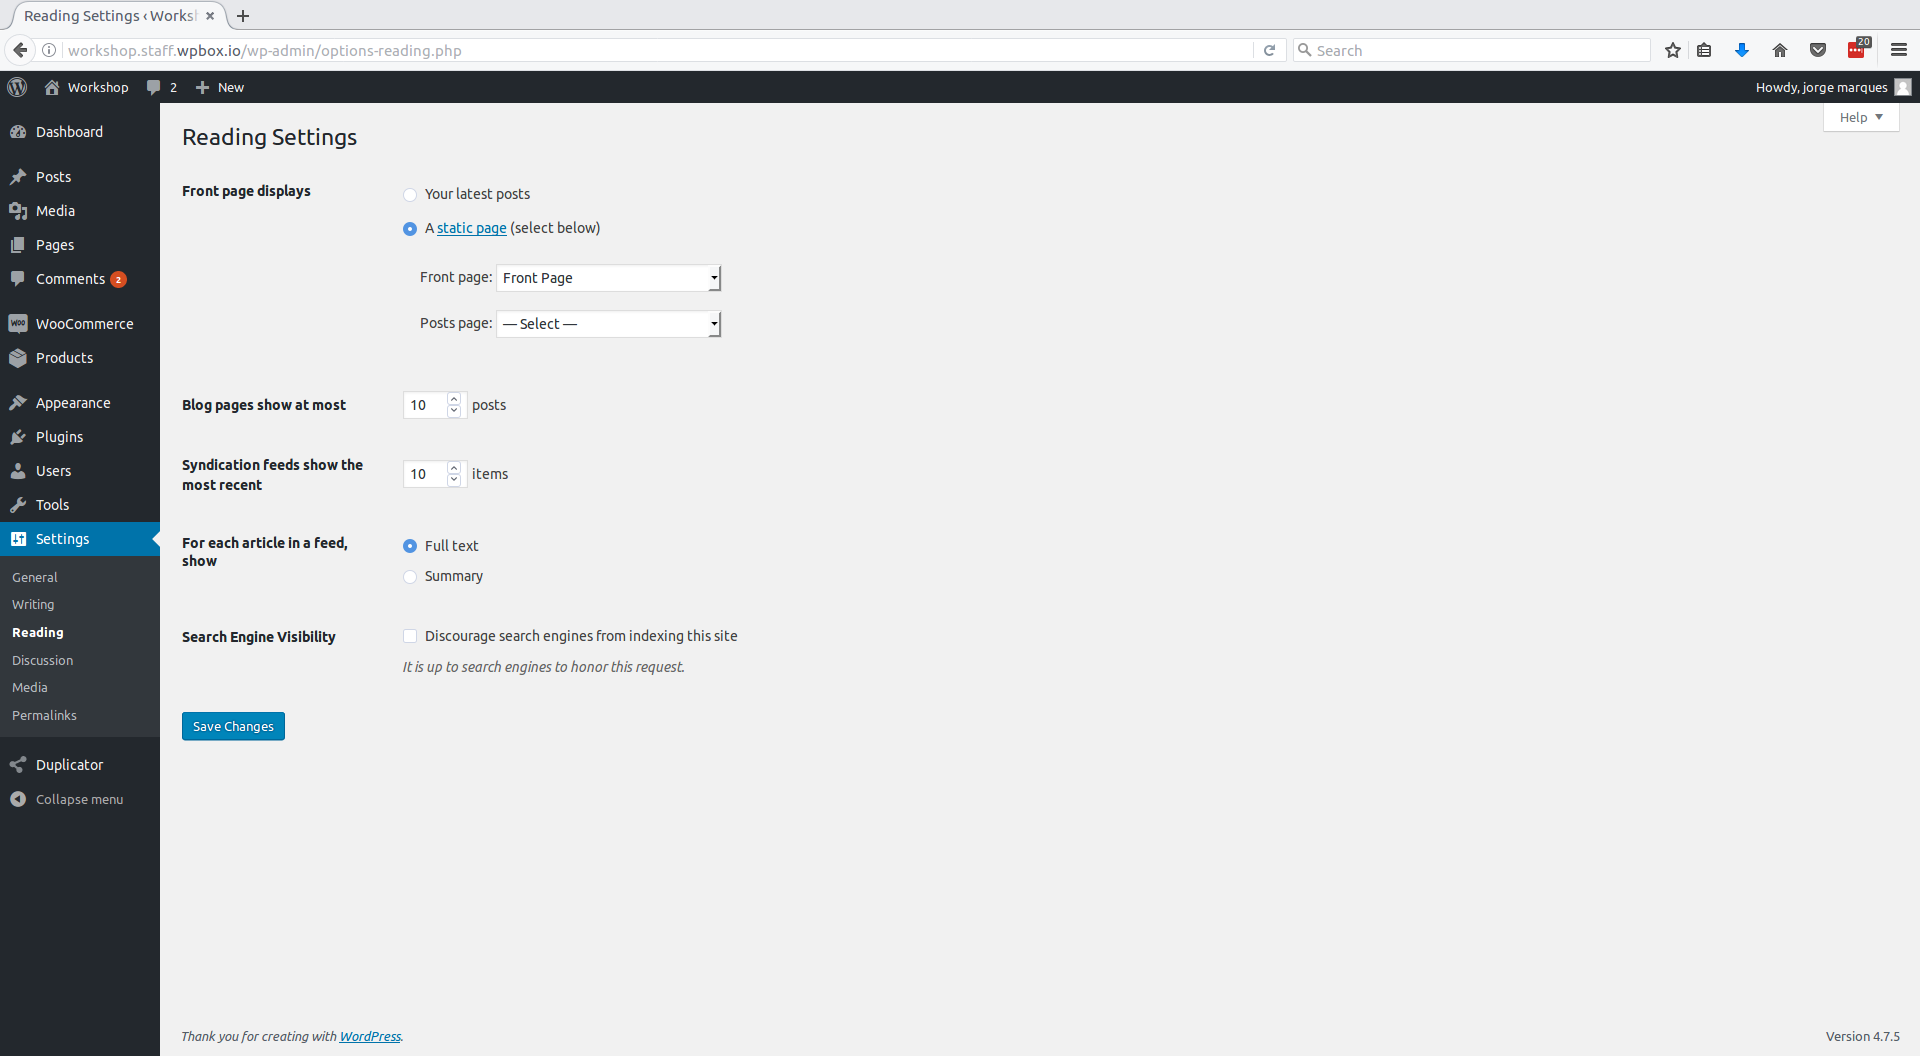 Reading Settings ‹ Works
workshop.staff.wpbox.io/wp-admin/options-reading.php
Search
20
Workshop
2
New
Howdy, jorge marques
Help
Dashboard
Posts
Media
Pages
Comments 2
WooCommerce
Products
Appearance
Plugins
Users
Tools
Settings
General
Writing
Reading
Discussion
Media
Permalinks
Duplicator
Collapse menu
Reading Settings
Front page displays
Your latest posts
A static page (select below)
Front page: Front Page
Posts page: — Select —
Blog pages show at most
10 posts
Syndication feeds show the
most recent
10 items
For each article in a feed,
show
Full text
Summary
Search Engine Visibility
Discourage search engines from indexing this site
It is up to search engines to honor this request.
Save Changes
Thank you for creating with WordPress.
Version 4.7.5